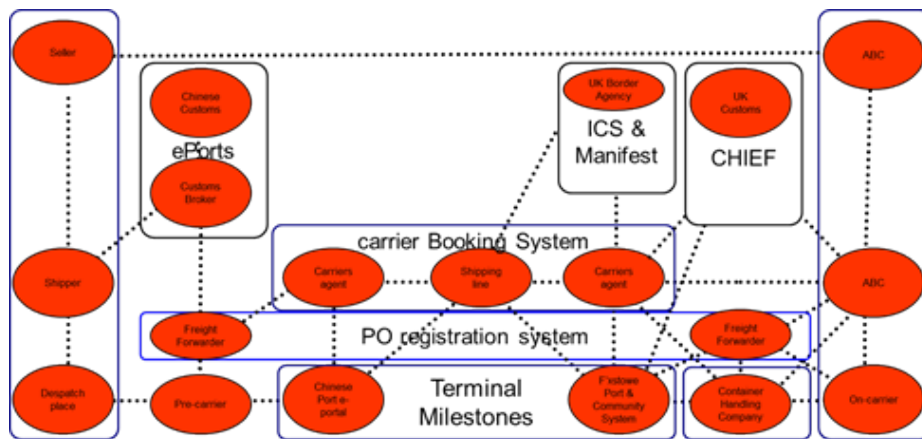 Seller
ABC
Chinese
Customs
UK Border
Agency
UK
Customs
ePorts
ICS &
Manifest
CHIEF
Customs
Broker
carrier Booking System
Shipper
Carriers
agent
Shipping
line
Carriers
agent
ABC
Freight
Forwarder
PO registration system
Freight
Forwarder
Despatch
place
Pre-carrier
Chinese
Port e-
portal
Terminal
Milestones
F'xstowe
Port &
Community
System
Container
Handling
Company
On-carrier